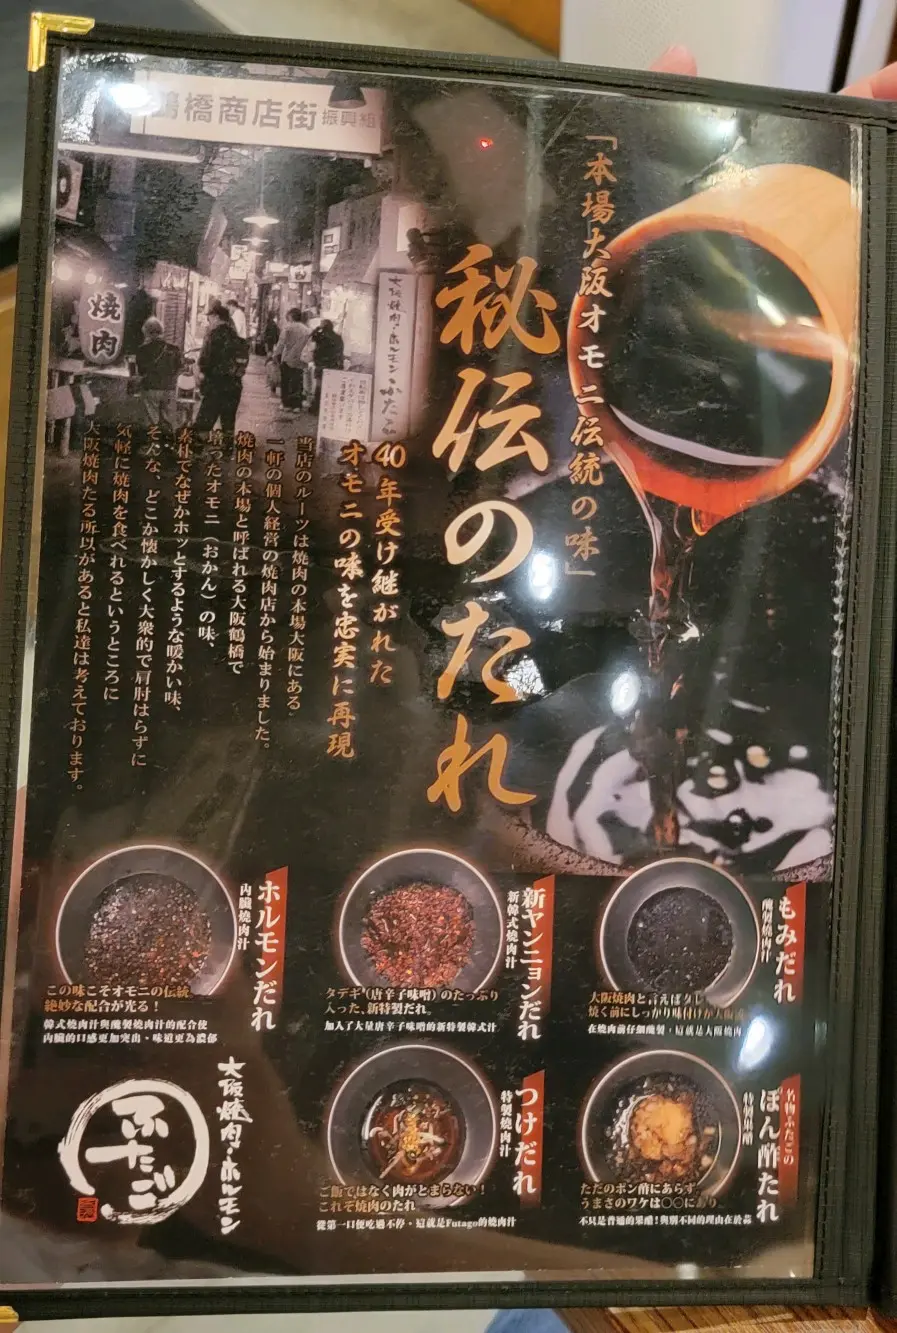 鶴橋商店街
振興組
焼肉
大阪焼肉・ホルモン ふたご
「本場大阪オモニ伝統の味」
秘伝のたれ
40年受け継がれた
オモニの味を忠実に再現
当店のルーツは焼肉の本場大阪にある
一軒の個人経営の焼肉店から始まりました。
焼肉の本場と呼ばれる大阪鶴橋で
培ったオモニ（おかん）の味、
素朴でなぜかホッとするような暖かい味、
そんな、どこか懐かしく大衆的で肩肘はらずに
気軽に焼肉を食べれるというところに
大阪焼肉たる所以があると私達は考えております。
もみだれ
醃製燒肉汁
大阪焼肉と言えばタレ
焼く前にしっかり味付けが大阪流
在燒肉前仔細醃製，這就是大阪燒肉
新ヤンニョンだれ
新韓式燒肉汁
タデギ（唐辛子味噌）のたっぷり
入った、新特製だれ。
加入了大量唐辛子味噌的新特製韓式汁
ホルモンだれ
內臟燒肉汁
この味こそオモニの伝統
絶妙な配合が光る！
韓式燒肉汁與醃製燒肉汁的配合使
內臟的口感更加突出，味道更為濃郁
名物ふたごの
ぽん酢たれ
特製果醋
ただのポン酢にあらず
うまさのワケは○○にあり
不只是普通的果醋！與別不同的理由在於蒜
つけだれ
特製燒肉汁
ご飯ではなく肉がとまらない！
これぞ焼肉のたれ
從第一口便吃過不停，這就是Futago的燒肉汁
大阪焼肉・ホルモン
ふたご